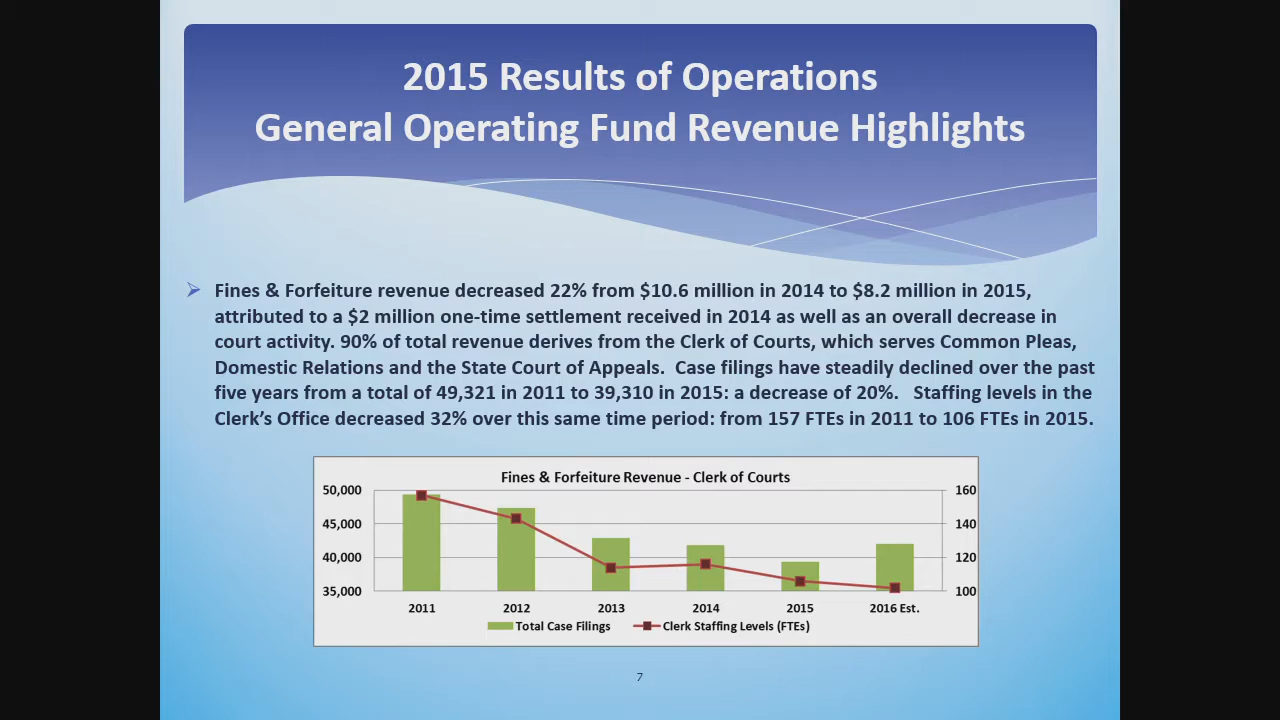 2015 Results of Operations
General Operating Fund Revenue Highlights
Fines & Forfeiture revenue decreased 22% from $10.6 million in 2014 to $8.2 million in 2015,
attributed to a $2 million one-time settlement received in 2014 as well as an overall decrease in
court activity. 90% of total revenue derives from the Clerk of Courts, which serves Common Pleas,
Domestic Relations and the State Court of Appeals. Case filings have steadily declined over the past
five years from a total of 49,321 in 2011 to 39,310 in 2015: a decrease of 20%. Staffing levels in the
Clerk's Office decreased 32% over this same time period: from 157 FTEs in 2011 to 106 FTEs in 2015.
Fines & Forfeiture Revenue - Clerk of Courts
50,000 160
45,000 140
40,000 120
35,000 100
2011 2012 2013 2014 2015 2016 Est.
Total Case Filings Clerk Staffing Levels (FTEs)
7